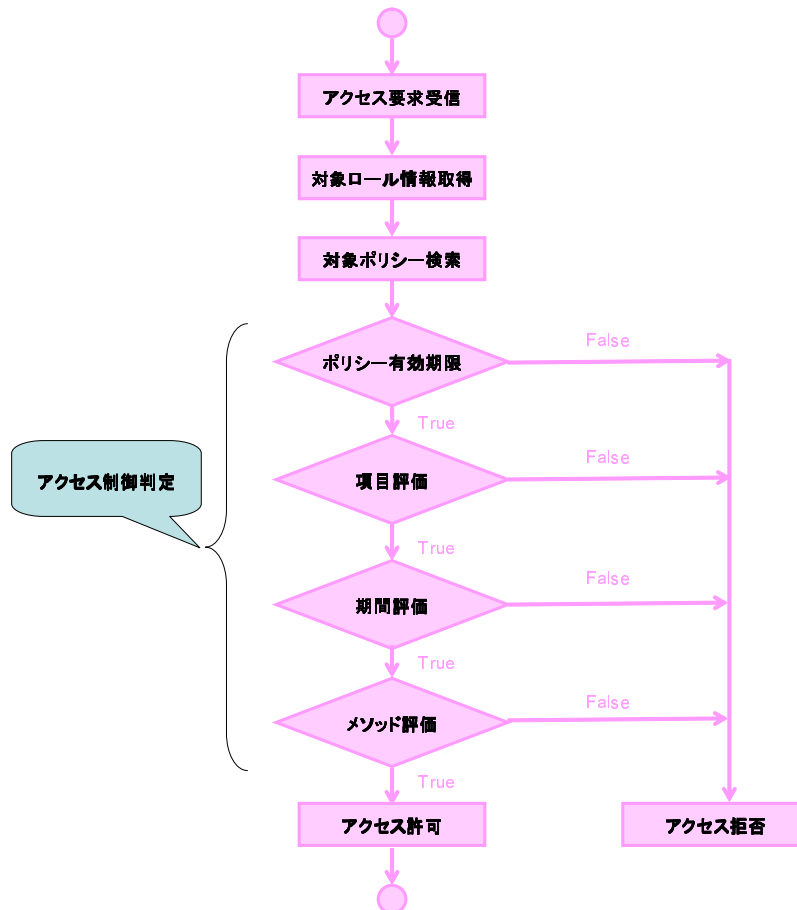 アクセス要求受信
対象ロール情報取得
対象ポリシー検索
ポリシー有効期限
False
True
アクセス制御判定
項目評価
False
True
期間評価
False
True
メソッド評価
False
True
アクセス許可
アクセス拒否